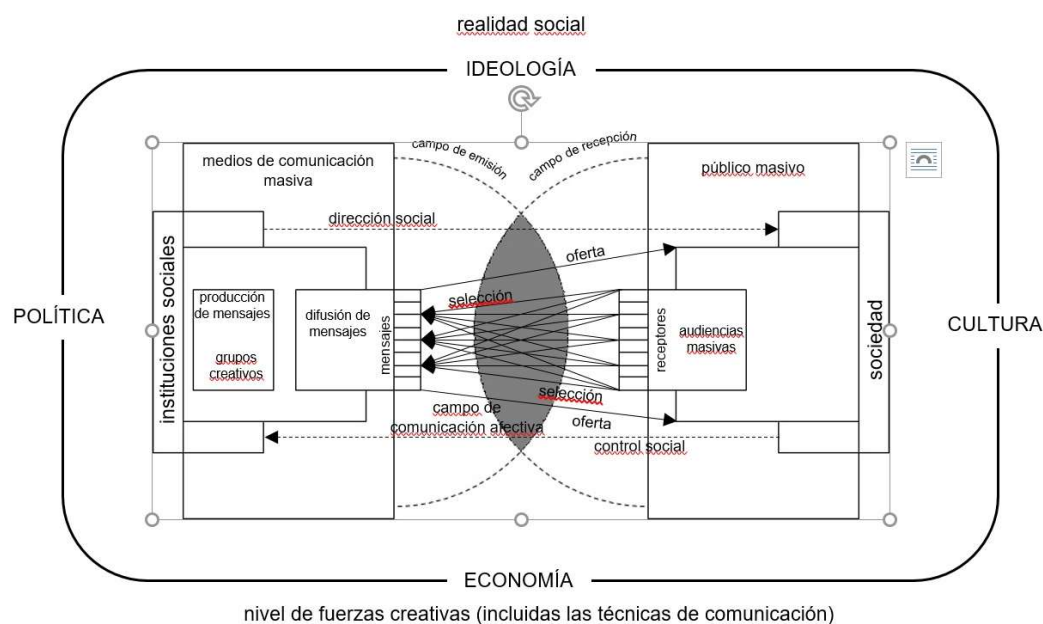 realidad social
IDEOLOGÍA
campo de emisión
campo de recepción
medios de comunicación
masiva
público masivo
dirección social
oferta
selección
instituciones sociales
producción
de mensajes
grupos
creativos
difusión de
mensajes
mensajes
receptores
audiencias
masivas
sociedad
POLÍTICA
CULTURA
selección
campo de
comunicación afectiva
oferta
control social
ECONOMÍA
nivel de fuerzas creativas (incluidas las técnicas de comunicación)